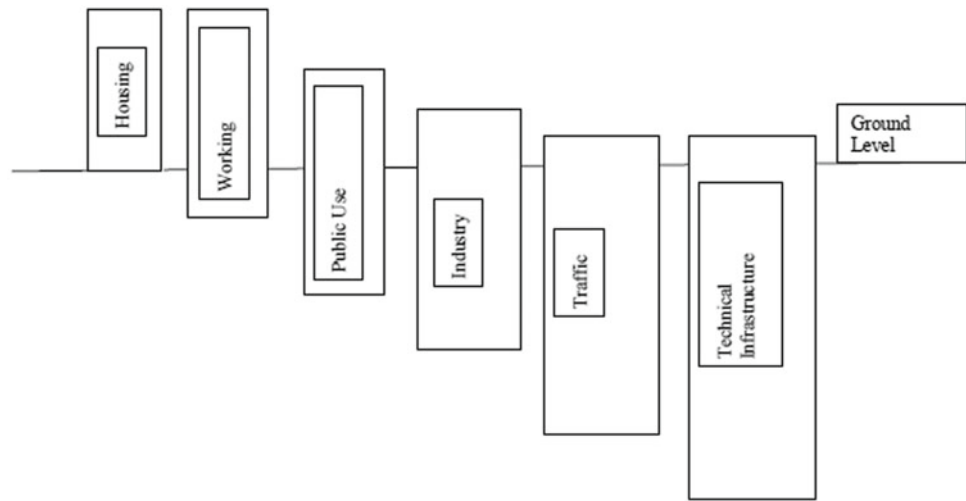 Housing
Working
Public Use
Industry
Traffic
Technical
Infrastructure
Ground
Level